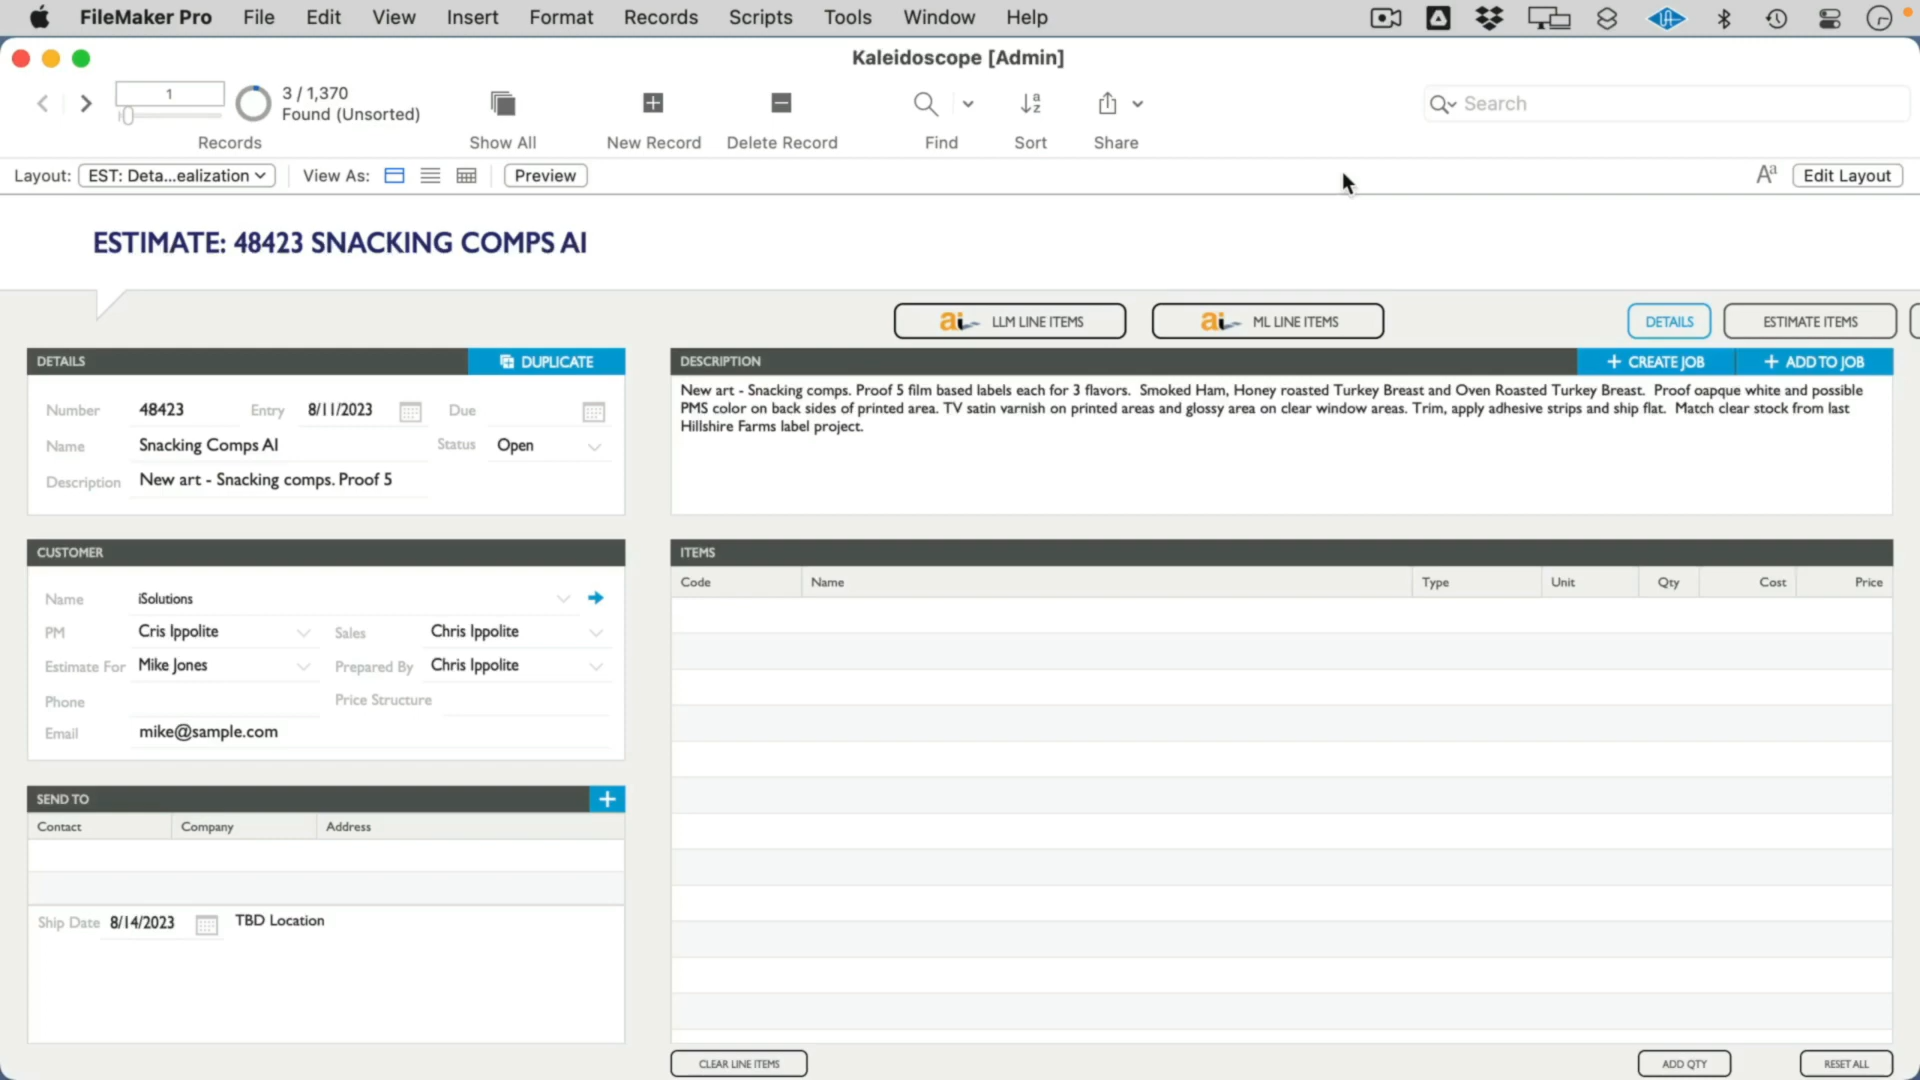 FileMaker Pro File Edit View Insert Format Records Scripts Tools Window Help
Kaleidoscope [Admin]
1
3 / 1,370
Found (Unsorted)
Search
Records
Show All
New Record
Delete Record
Find
Sort
Share
Layout: EST: Deta...ealization View As: Preview Aa Edit Layout
ESTIMATE: 48423 SNACKING COMPS AI
ai LLM LINE ITEMS
ai ML LINE ITEMS
DETAILS
ESTIMATE ITEMS
DETAILS
DUPLICATE
Number 48423 Entry 8/11/2023 Due
Name Snacking Comps AI Status Open
Description New art - Snacking comps. Proof 5
DESCRIPTION
+ CREATE JOB
+ ADD TO JOB
New art - Snacking comps. Proof 5 film based labels each for 3 flavors. Smoked Ham, Honey roasted Turkey Breast and Oven Roasted Turkey Breast. Proof oapque white and possible
PMS color on back sides of printed area. TV satin varnish on printed areas and glossy area on clear window areas. Trim, apply adhesive strips and ship flat. Match clear stock from last
Hillshire Farms label project.
CUSTOMER
Name iSolutions
PM Cris Ippolite Sales Chris Ippolite
Estimate For Mike Jones Prepared By Chris Ippolite
Phone Price Structure
Email mike@sample.com
ITEMS
Code Name Type Unit Qty Cost Price
SEND TO
+
Contact Company Address
Ship Date 8/14/2023 TBD Location
CLEAR LINE ITEMS
ADD QTY
RESET ALL